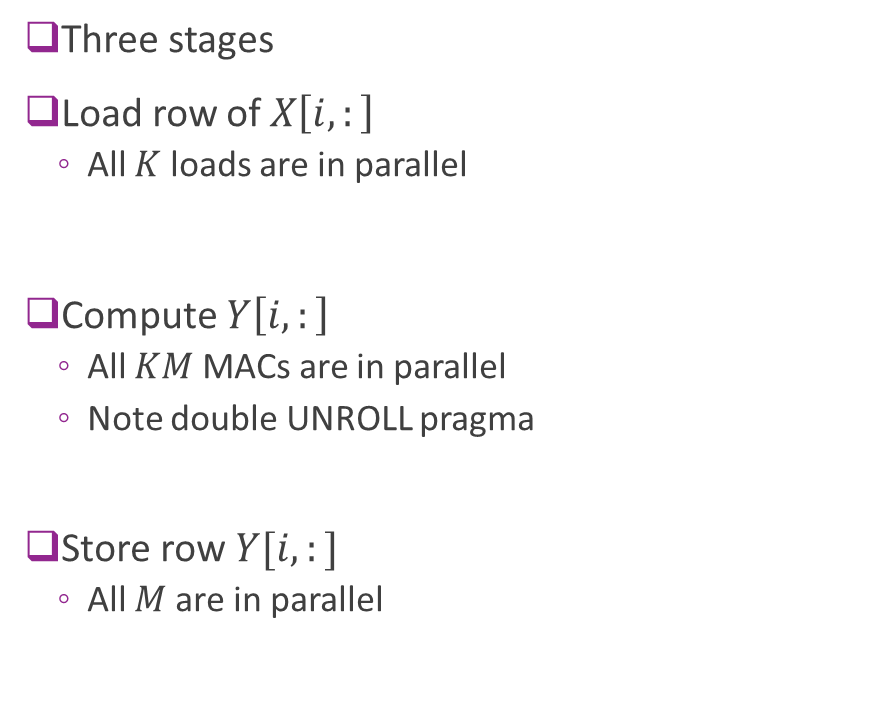 ❑Three stages
❑Load row of X[i,:]
◦ All K loads are in parallel
❑Compute Y[i,:]
◦ All KM MACs are in parallel
◦ Note double UNROLL pragma
❑Store row Y[i,:]
◦ All M are in parallel